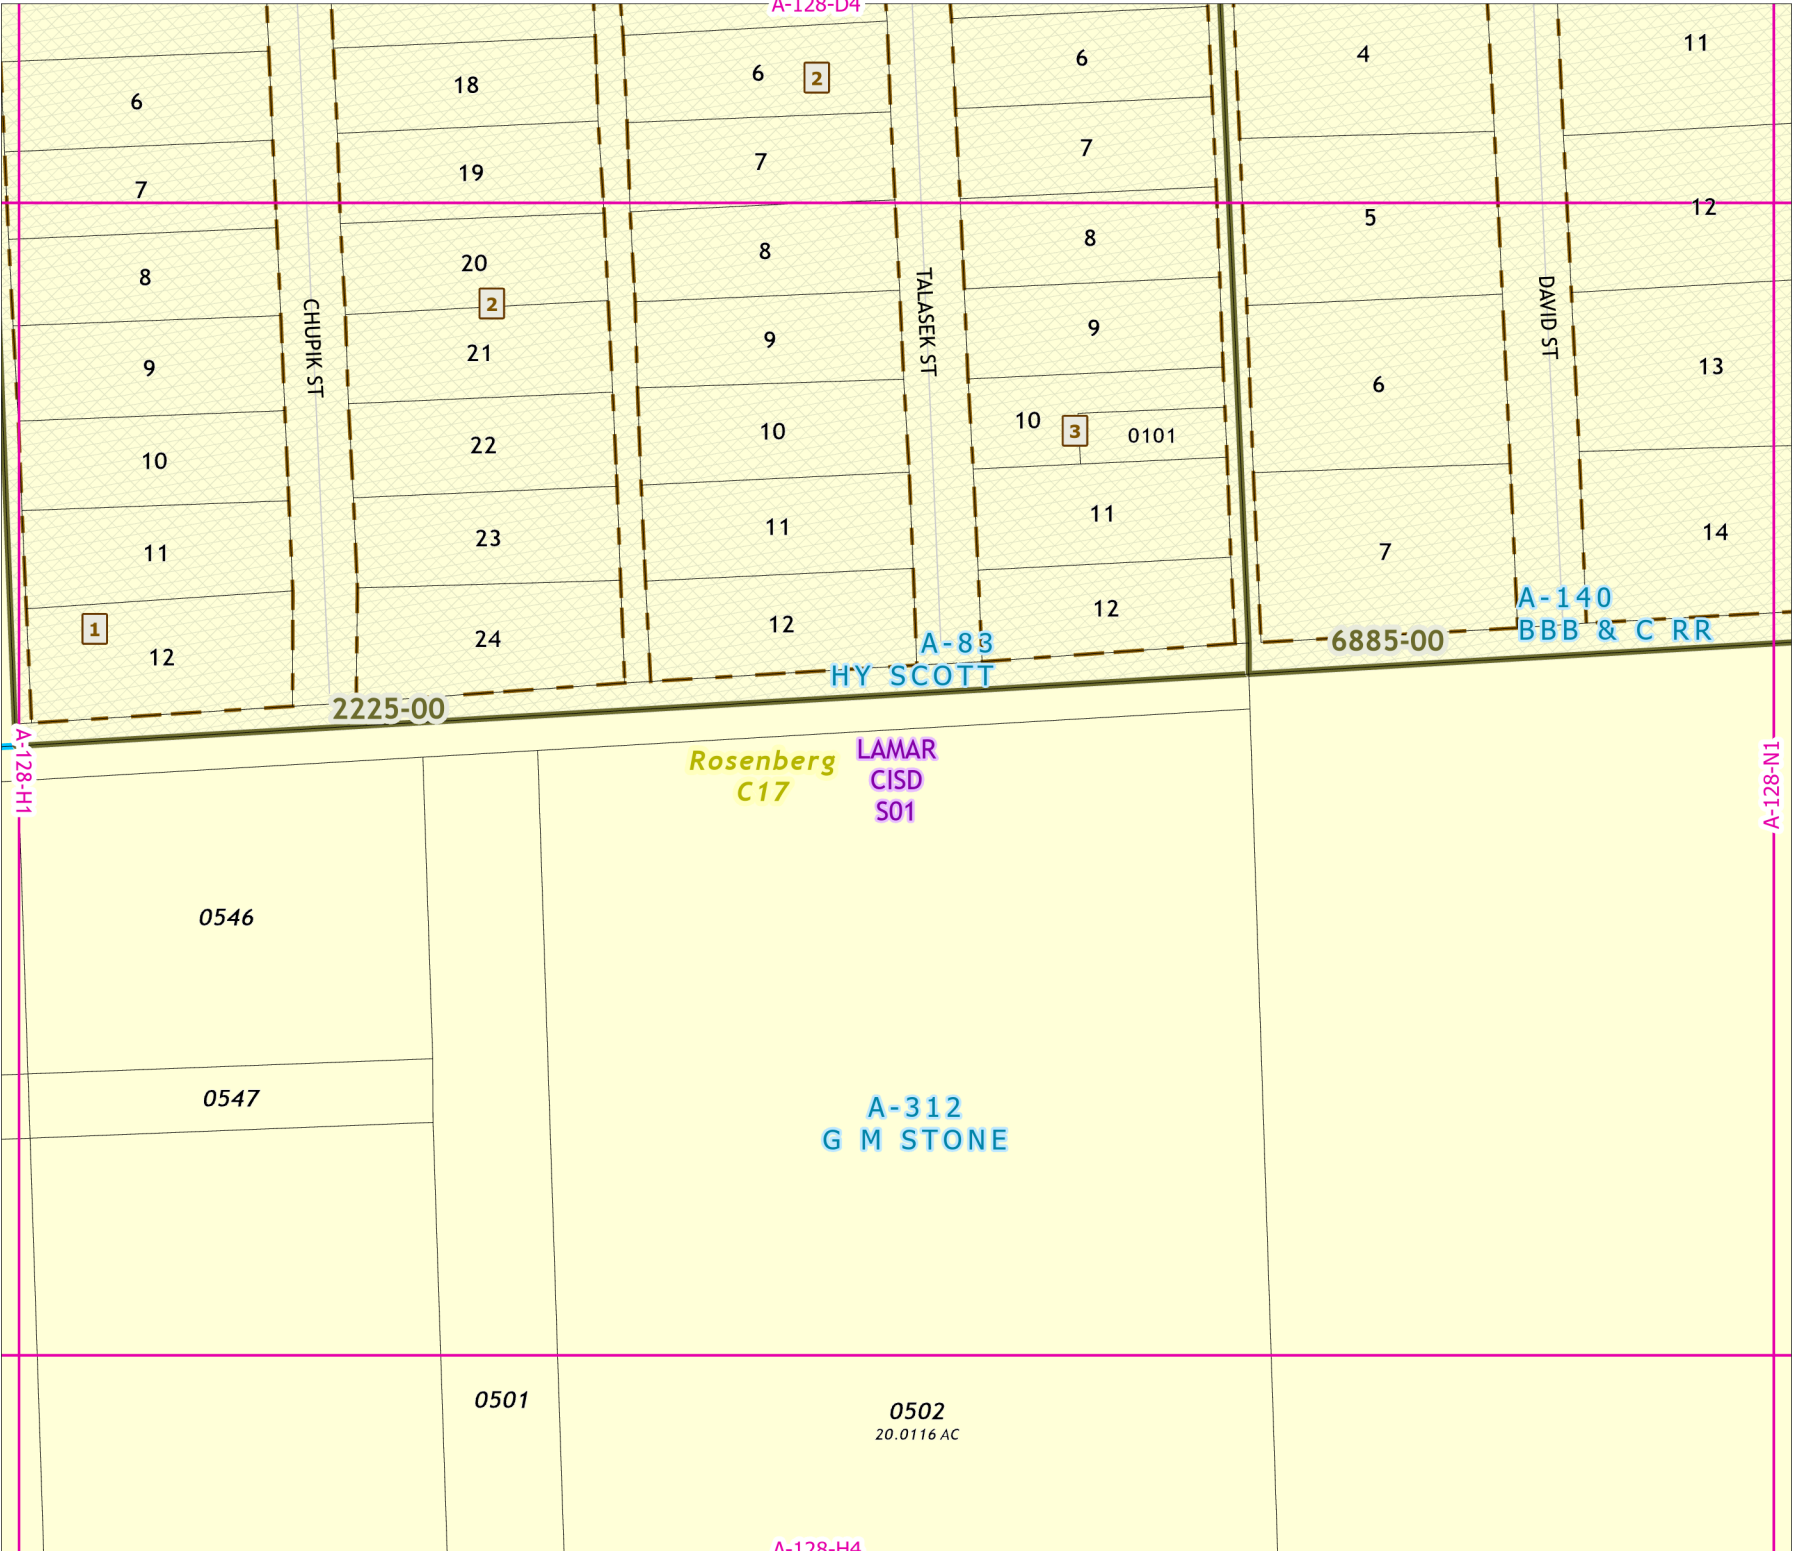 A-128-D4
6
18
6
2
6
4
11
7
19
7
7
12
8
20
8
8
5
2
CHUPIK ST
TALASEK ST
DAVID ST
9
21
9
9
13
6
10
22
10
10
3
0101
11
23
11
11
7
14
1
12
24
12
12
A-140
BBB & C RR
A-83
HY SCOTT
6885-00
2225-00
A-128-H1
Rosenberg
C17
LAMAR
CISD
S01
A-128-N1
0546
0547
A-312
G M STONE
0501
0502
20.0116 AC
A-128-H4